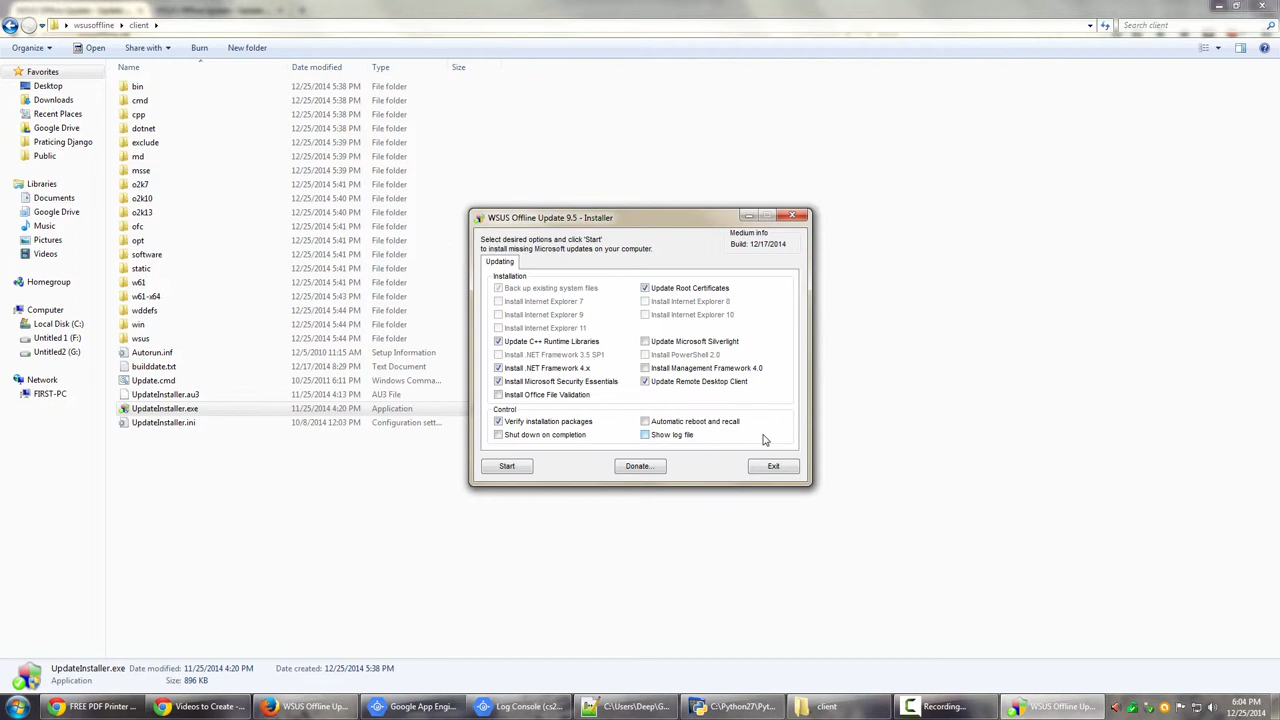 wsusoffline
client
Search client
Organize
Open
Share with
Burn
New folder
Favorites
Desktop
Downloads
Recent Places
Google Drive
Praticing Django
Public
Libraries
Documents
Google Drive
Music
Pictures
Videos
Homegroup
Computer
Local Disk (C:)
Untitled 1 (F:)
Untitled2 (G:)
Network
FIRST-PC
Name Date modified Type Size
bin 12/25/2014 5:38 PM File folder
cmd 12/25/2014 5:38 PM File folder
cpp 12/25/2014 5:38 PM File folder
dotnet 12/25/2014 5:38 PM File folder
exclude 12/25/2014 5:39 PM File folder
md 12/25/2014 5:39 PM File folder
msse 12/25/2014 5:39 PM File folder
o2k7 12/25/2014 5:41 PM File folder
o2k10 12/25/2014 5:40 PM File folder
o2k13 12/25/2014 5:40 PM File folder
ofc 12/25/2014 5:41 PM File folder
opt 12/25/2014 5:41 PM File folder
software 12/25/2014 5:41 PM File folder
static 12/25/2014 5:41 PM File folder
w61 12/25/2014 5:41 PM File folder
w61-x64 12/25/2014 5:43 PM File folder
wddefs 12/25/2014 5:44 PM File folder
win 12/25/2014 5:44 PM File folder
wsus 12/25/2014 5:44 PM File folder
Autorun.inf 12/5/2010 11:15 AM Setup Information
builddate.txt 12/17/2014 8:29 PM Text Document
Update.cmd 10/25/2011 6:11 PM Windows Comma...
UpdateInstaller.au3 11/25/2014 4:13 PM AU3 File
UpdateInstaller.exe 11/25/2014 4:20 PM Application
UpdateInstaller.ini 10/8/2014 12:03 PM Configuration sett...
WSUS Offline Update 9.5 - Installer
Select desired options and click 'Start'
to install missing Microsoft updates on your computer.
Medium info
Build: 12/17/2014
Updating
Installation
Back up existing system files
Update Root Certificates
Install Internet Explorer 7
Install Internet Explorer 8
Install Internet Explorer 9
Install Internet Explorer 10
Install Internet Explorer 11
Update C++ Runtime Libraries
Update Microsoft Silverlight
Install .NET Framework 3.5 SP1
Install PowerShell 2.0
Install .NET Framework 4.x
Install Management Framework 4.0
Install Microsoft Security Essentials
Update Remote Desktop Client
Install Office File Validation
Control
Verify installation packages
Automatic reboot and recall
Shut down on completion
Show log file
Start
Donate...
Exit
UpdateInstaller.exe Date modified: 11/25/2014 4:20 PM Date created: 12/25/2014 5:38 PM
Application Size: 896 KB
FREE PDF Printer ...
Videos to Create -...
WSUS Offline Up...
Google App Eng...
Log Console (cs2...
C:\Users\Deep\G...
C:\Python27\Pyt...
client
Recording...
WSUS Offline Up...
6:04 PM
12/25/2014